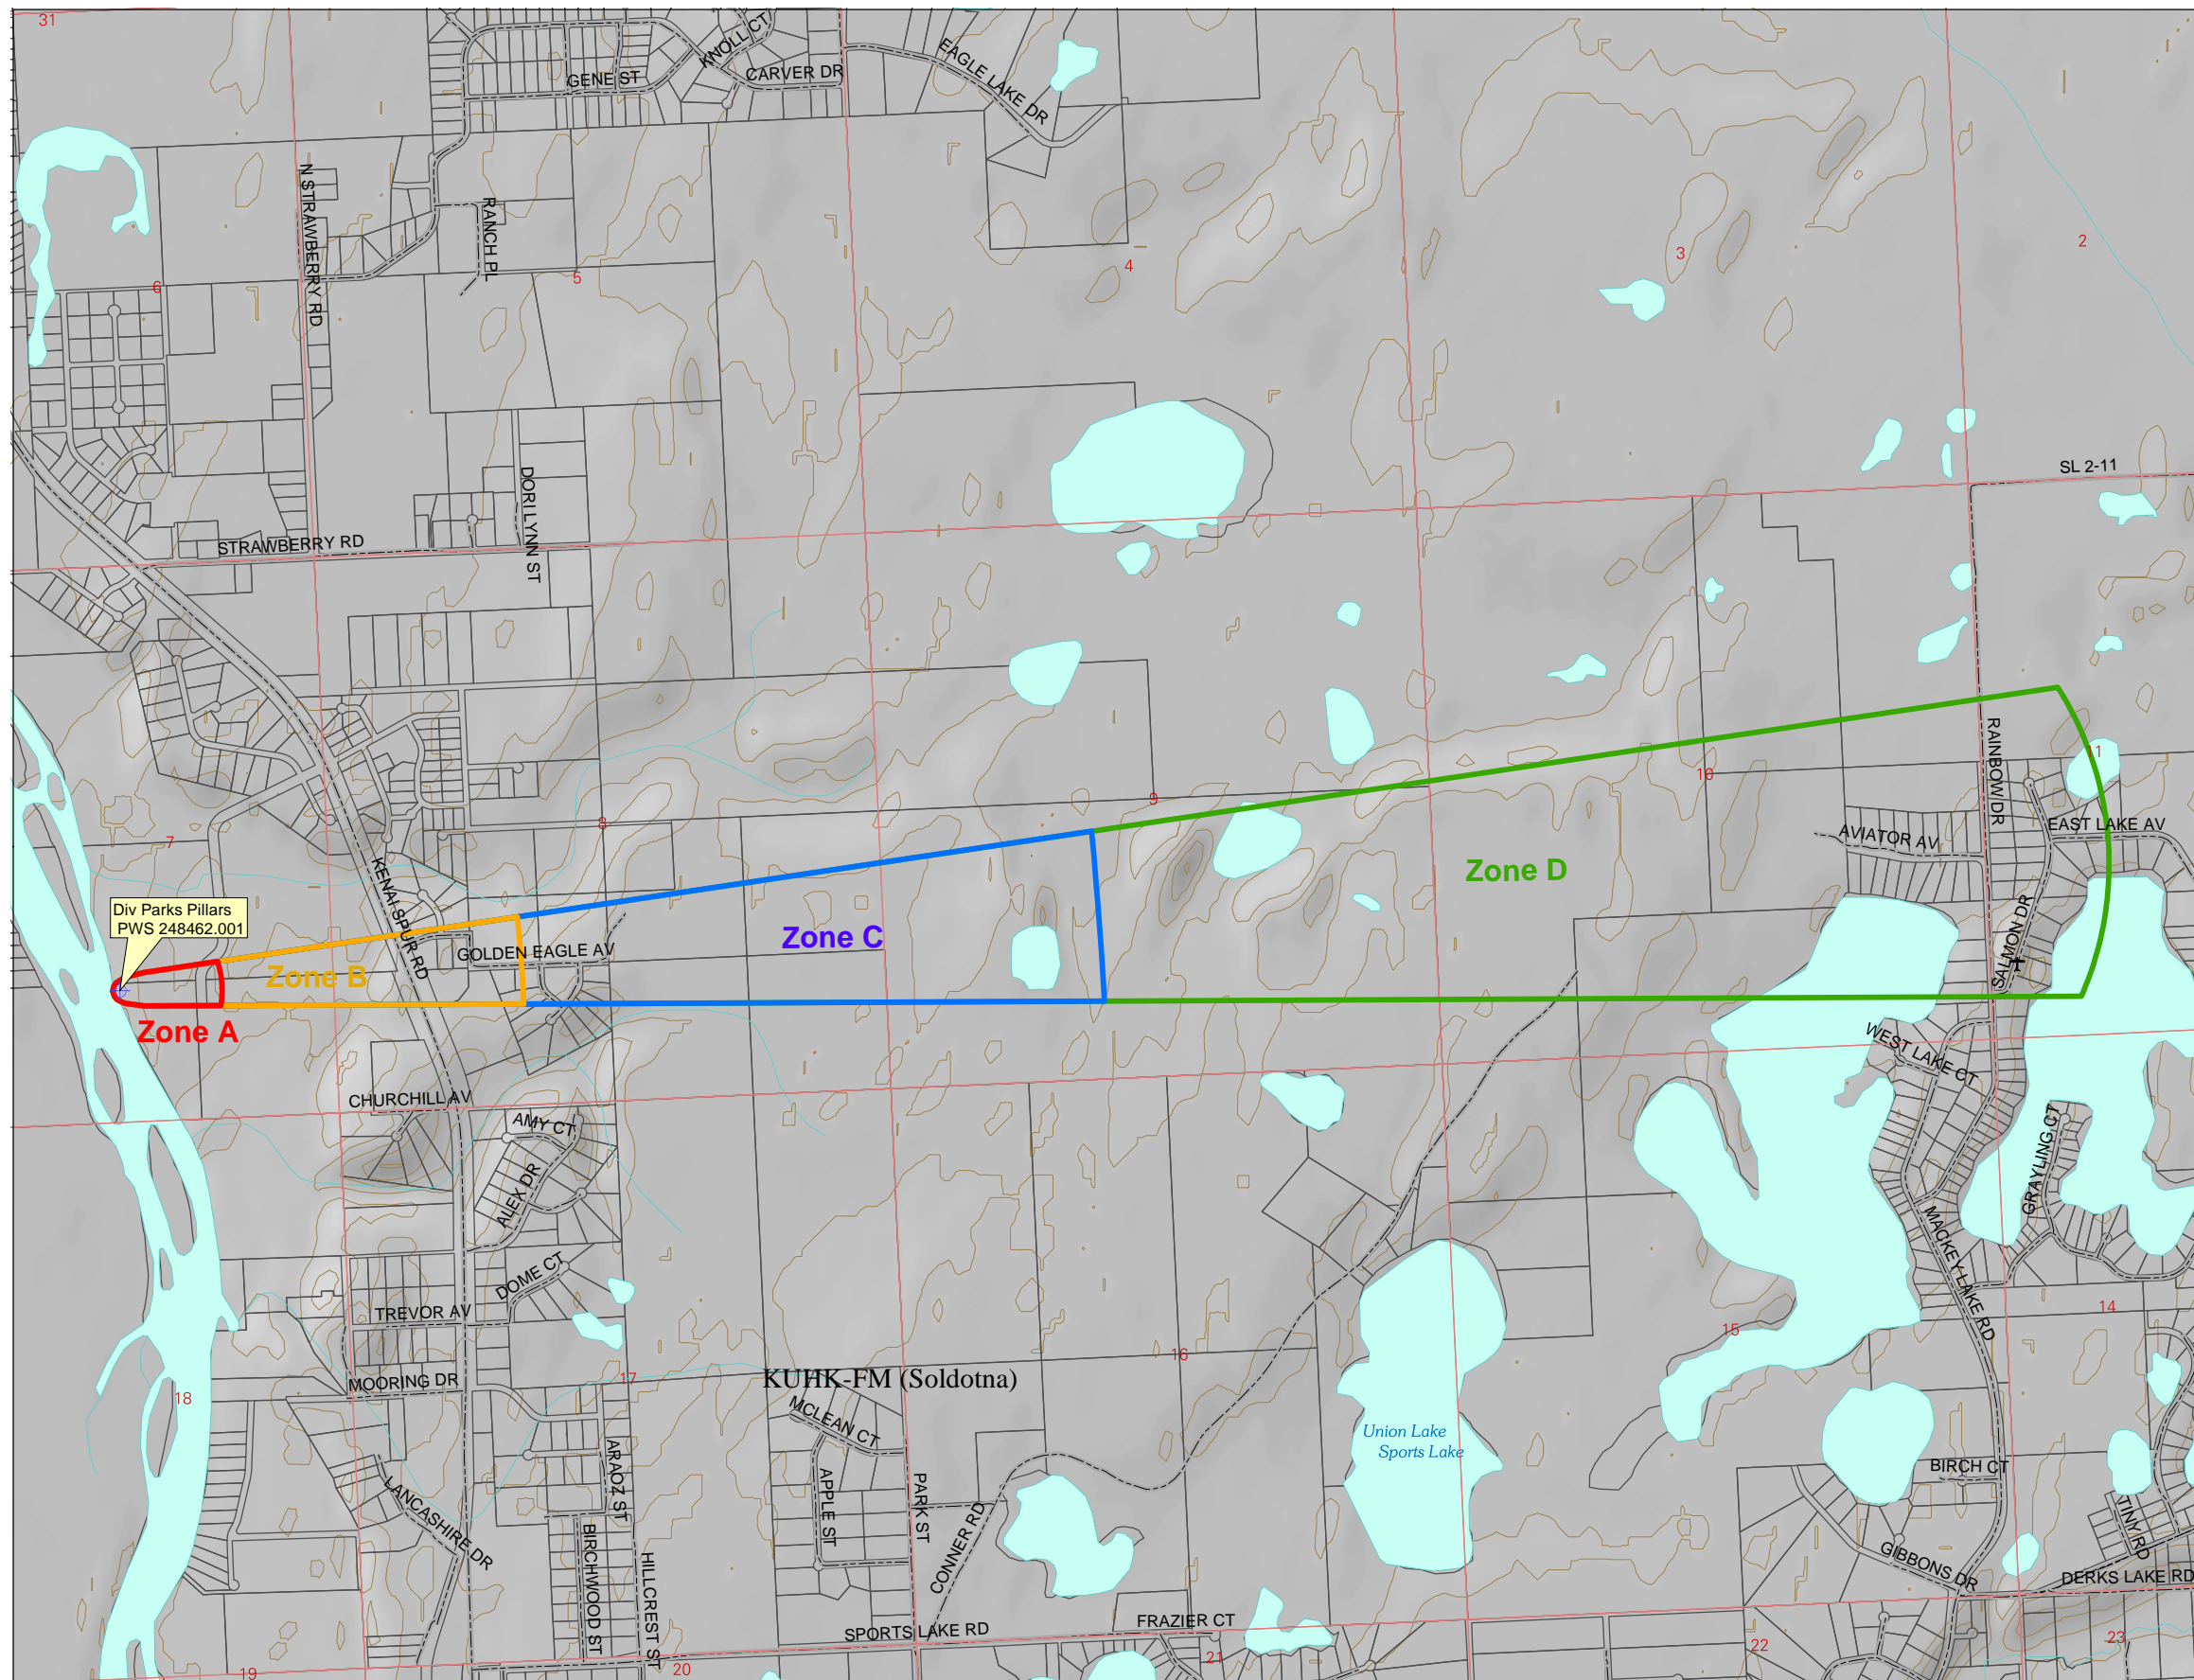 31
KNOLL CT
GENE ST
CARVER DR
EAGLE LAKE DR
N STRAWBERRY RD
RANCH PL
6
5
4
3
2
SL 2-11
DORI LYNN ST
STRAWBERRY RD
RAINBOW DR
11
10
9
8
7
KENAI SPUR RD
AVIATOR AV
EAST LAKE AV
Zone D
Div Parks Pillars
PWS 248462.001
SALMON DR
Zone C
GOLDEN EAGLE AV
Zone B
Zone A
WEST LAKE CT
CHURCHILL AV
AMY CT
ALEX DR
GRAYLING CT
MACKEY LAKE RD
DOME CT
TREVOR AV
14
15
16
17
18
KUHK-FM (Soldotna)
MOORING DR
MCLEAN CT
Union Lake
Sports Lake
ARAOZ ST
APPLE ST
PARK ST
CONNER RD
LANCASHIRE DR
BIRCH CT
TINY RD
BIRCHWOOD ST
HILLCREST ST
GIBBONS DR
DERKS LAKE RD
SPORTS LAKE RD
FRAZIER CT
19
20
21
22
23